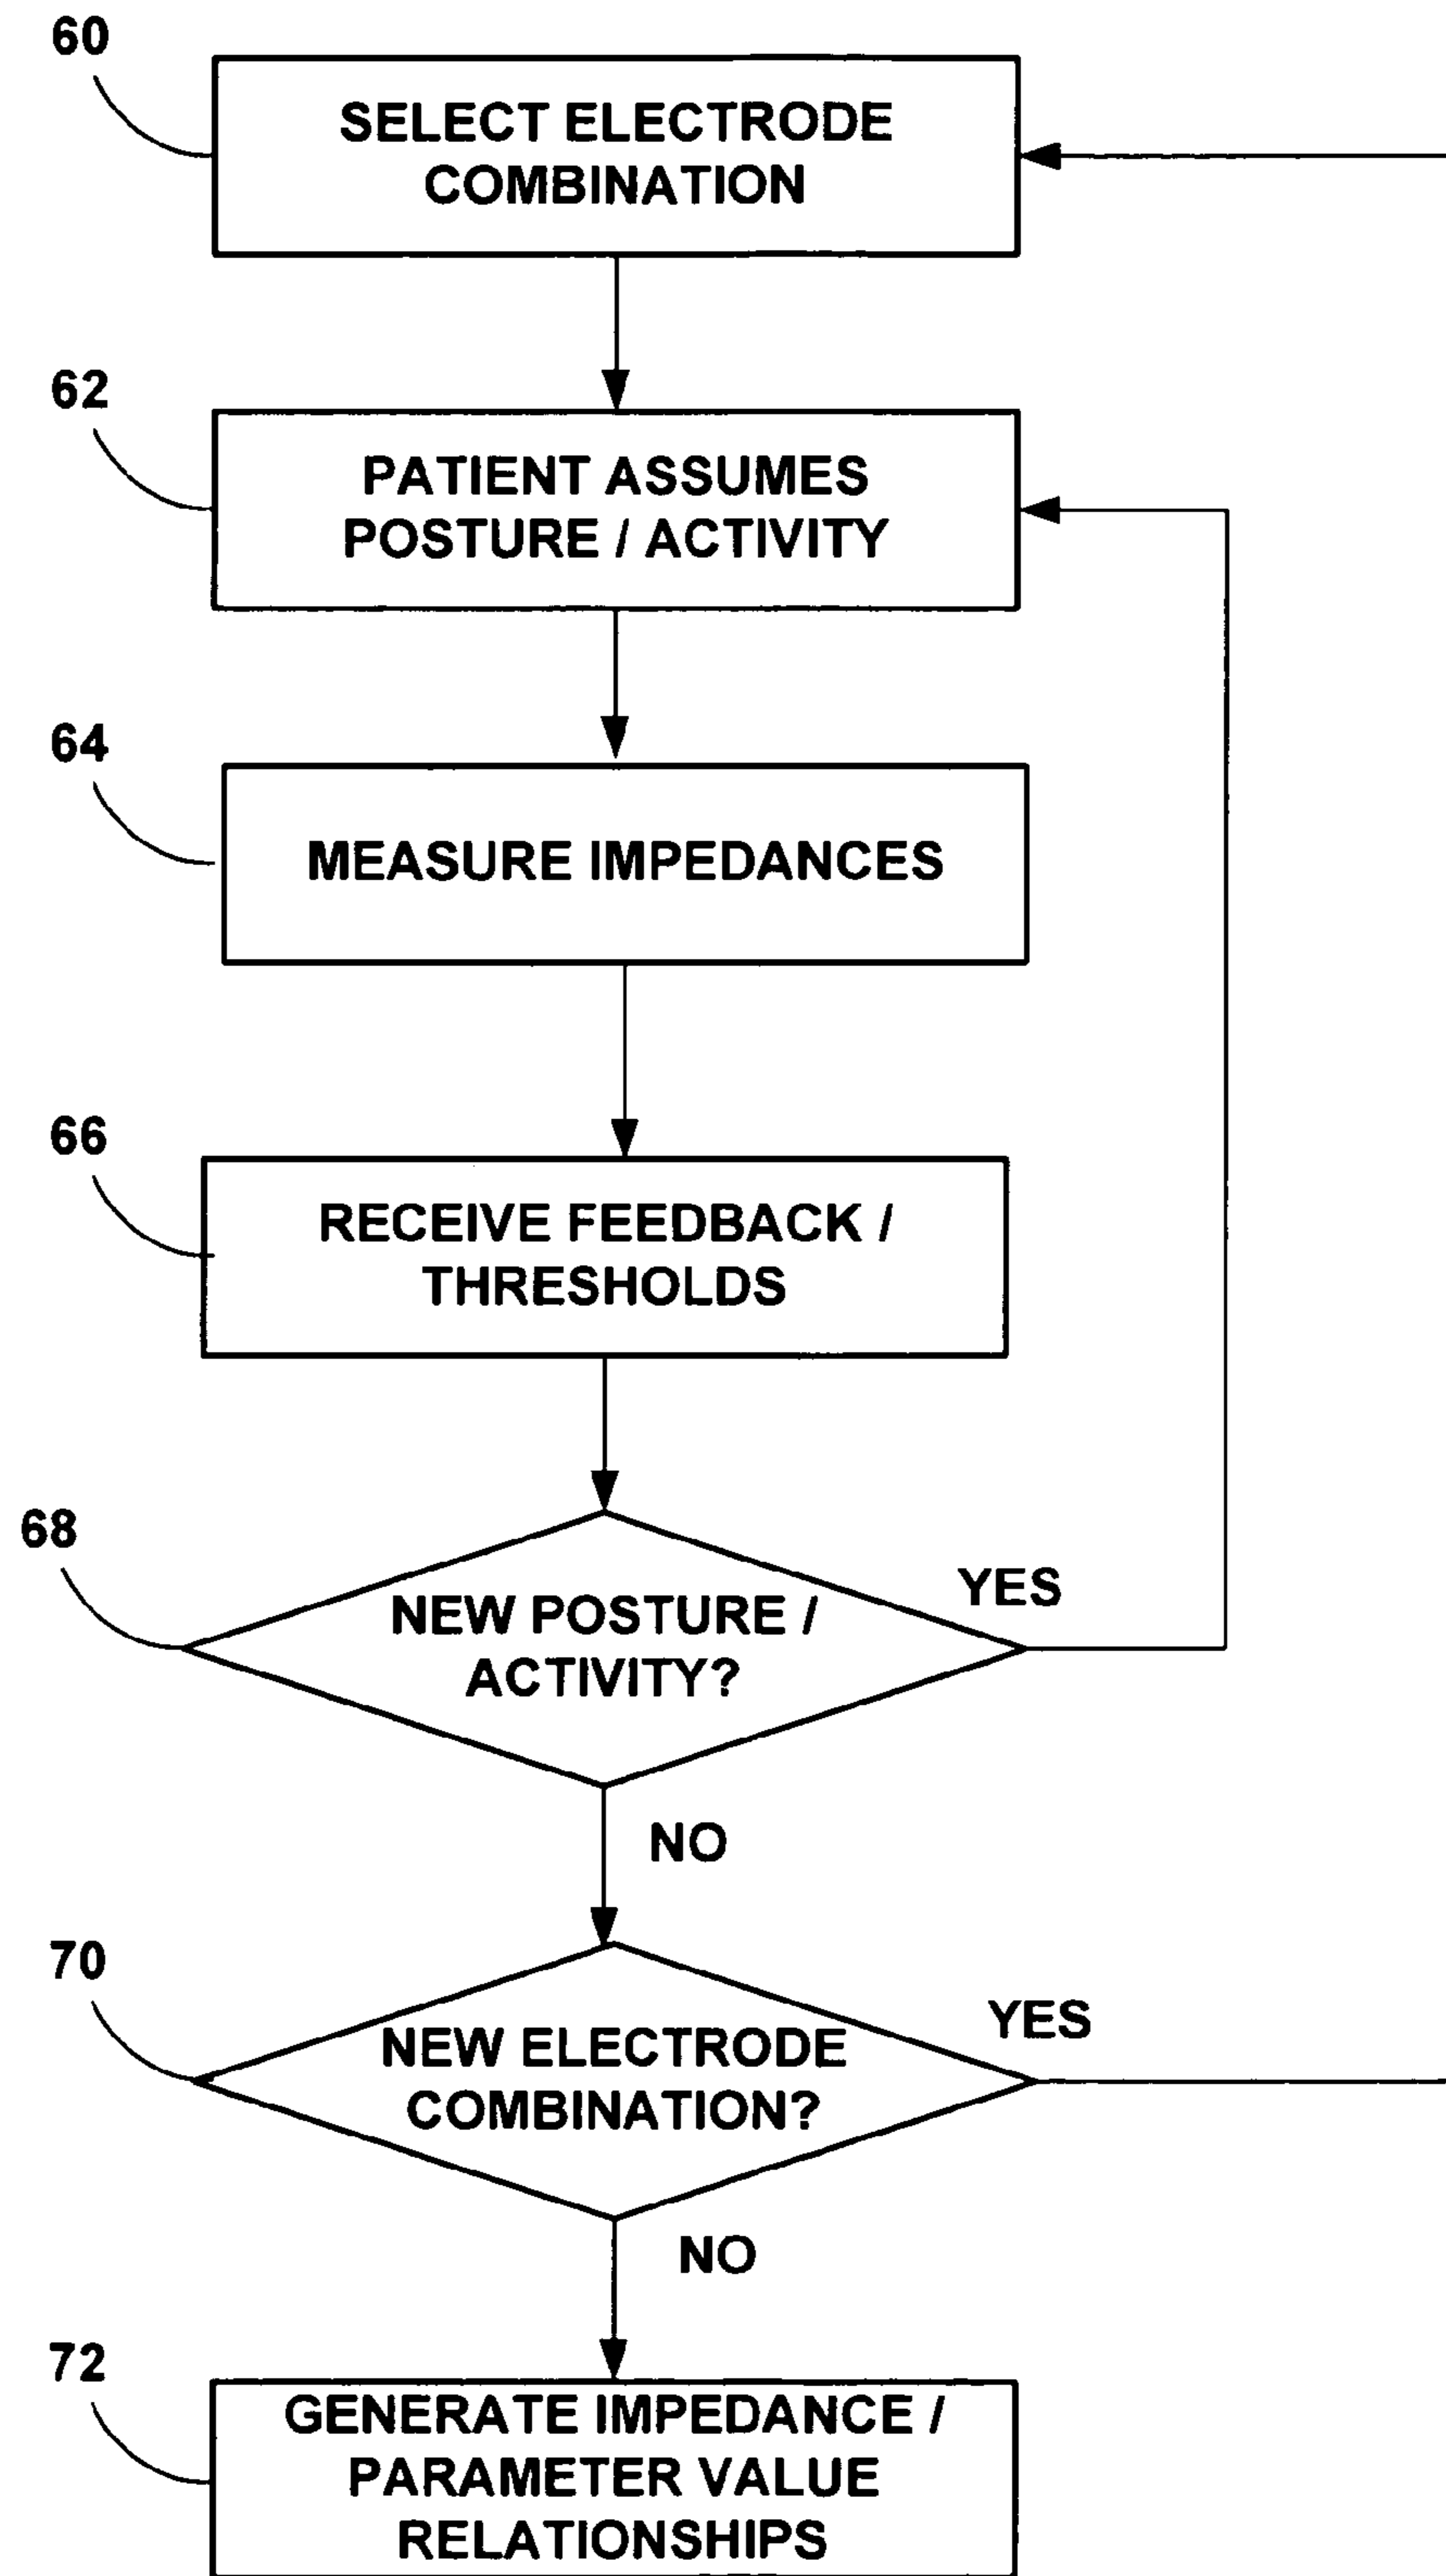 60
SELECT ELECTRODE
COMBINATION
62
PATIENT ASSUMES
POSTURE / ACTIVITY
64
MEASURE IMPEDANCES
66
RECEIVE FEEDBACK /
THRESHOLDS
68
NEW POSTURE /
ACTIVITY?
YES
NO
70
NEW ELECTRODE
COMBINATION?
YES
NO
72
GENERATE IMPEDANCE /
PARAMETER VALUE
RELATIONSHIPS